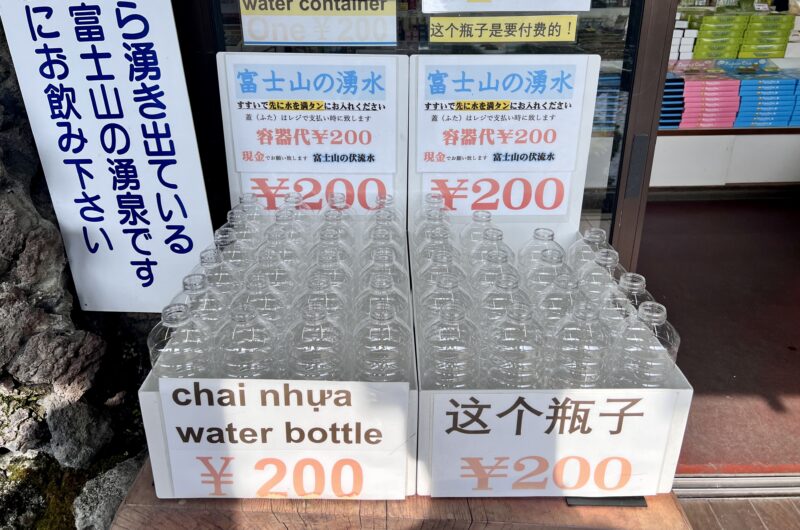 ら湧き出ている
富士山の湧泉です
にお飲み下さい
water container
One ¥200
这个瓶子是要付费的！
富士山の湧水
すすいで先に水を満タンにお入れください
蓋（ふた）はレジで支払い時に致します
容器代¥200
現金でお願い致します 富士山の伏流水
¥200
富士山の湧水
すすいで先に水を満タンにお入れください
蓋（ふた）はレジで支払い時に致します
容器代¥200
現金でお願い致します 富士山の伏流水
¥200
chai nhựa
water bottle
¥200
这个瓶子
¥200